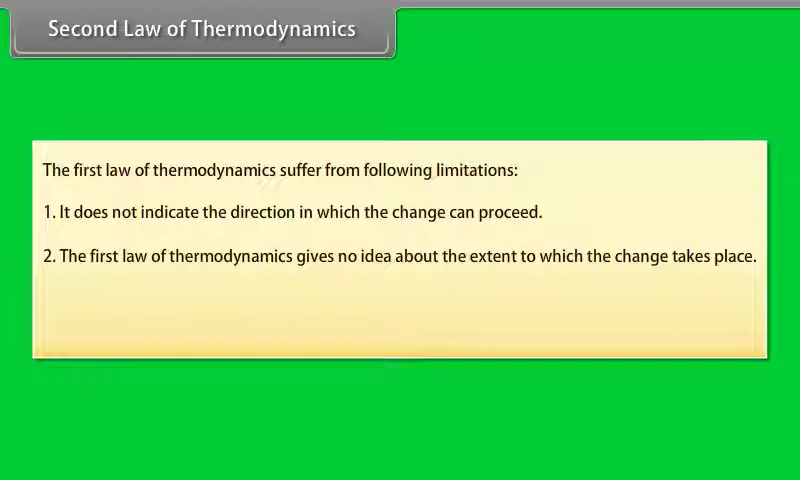 Second Law of Thermodynamics
The first law of thermodynamics suffer from following limitations:
1. It does not indicate the direction in which the change can proceed.
2. The first law of thermodynamics gives no idea about the extent to which the change takes place.